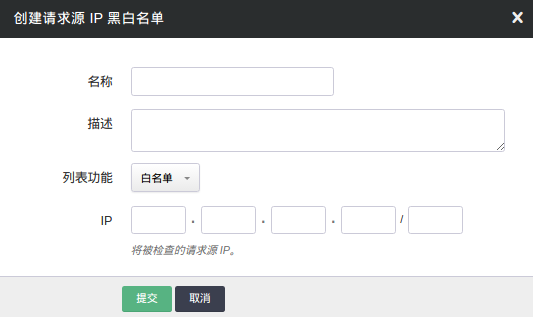 创建请求源 IP 黑白名单
名称
描述
列表功能 白名单
IP . . . /
将被检查的请求源 IP。
提交 取消